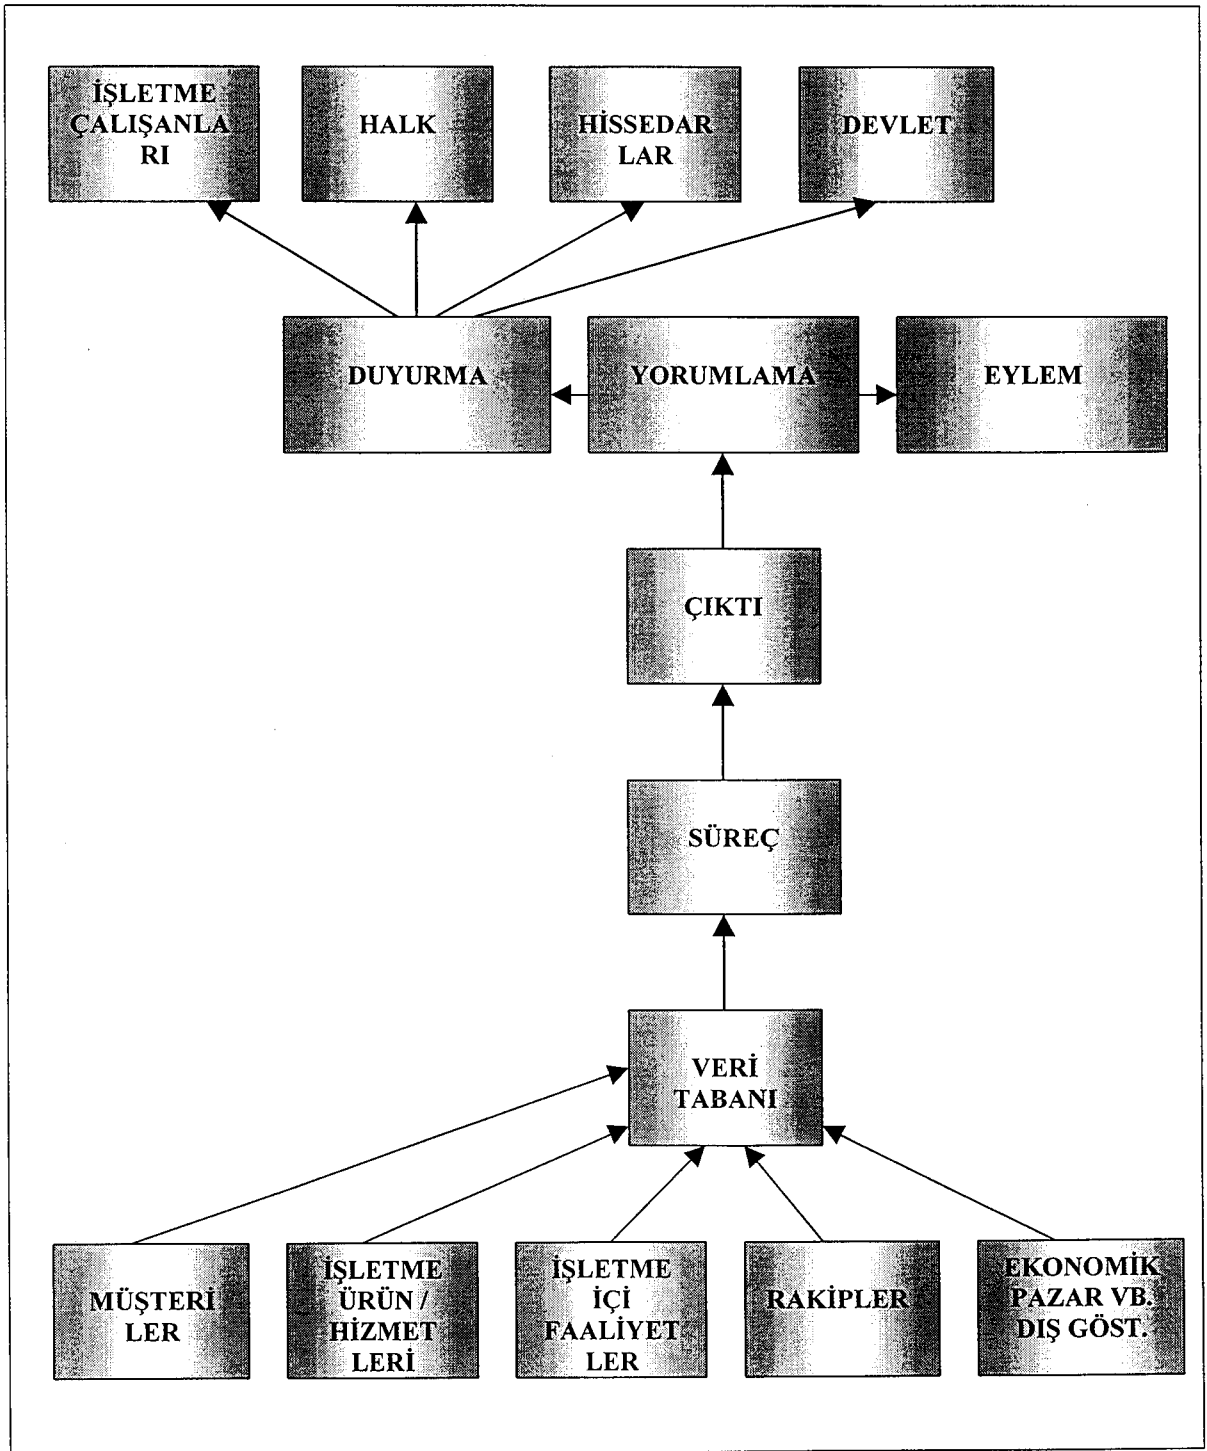 İŞLETME
ÇALIŞANLA
RI
HALK
HİSSEDAR
LAR
DEVLET
DUYURMA
YORUMLAMA
EYLEM
ÇIKTI
SÜREÇ
VERİ
TABANI
MÜŞTERİ
LER
İŞLETME
ÜRÜN /
HİZMET
LERİ
İŞLETME
İÇİ
FAALİYET
LER
RAKİPLER
EKONOMİK
PAZAR VB.
DIŞ GÖST.